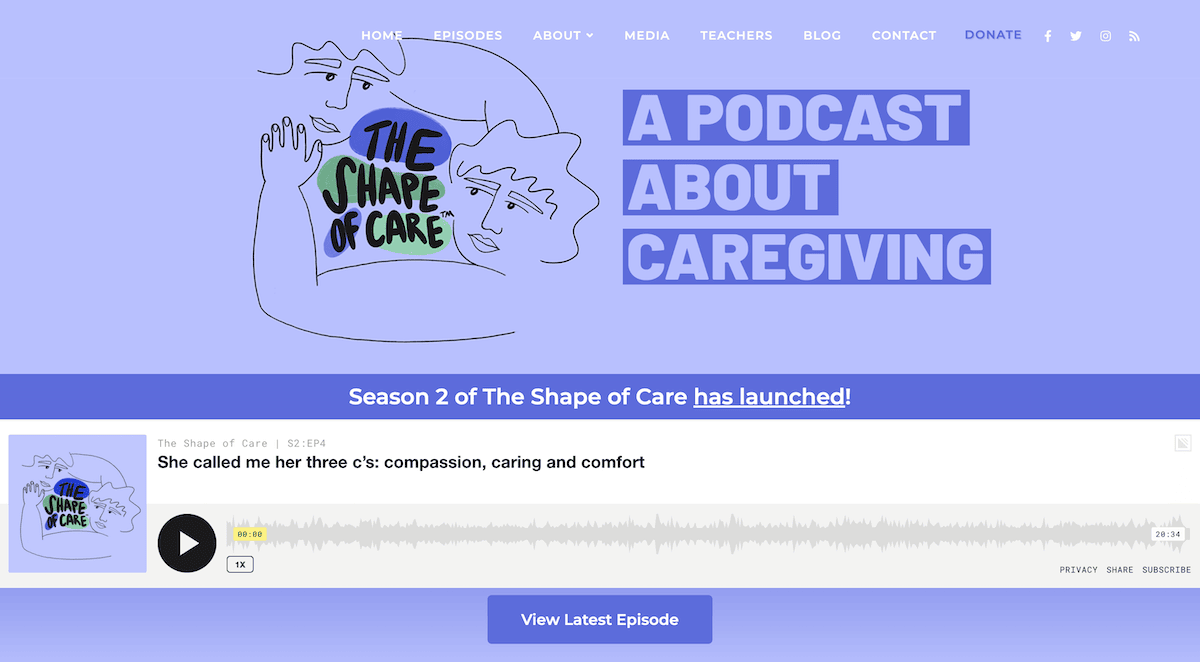 HOME EPISODES ABOUT MEDIA TEACHERS BLOG CONTACT DONATE
THE
SHAPE
OF CARE™
A PODCAST
ABOUT
CAREGIVING
Season 2 of The Shape of Care has launched!
THE
SHAPE
OF CARE
The Shape of Care | S2:EP4
She called me her three c’s: compassion, caring and comfort
00:00
20:34
1X
PRIVACY SHARE SUBSCRIBE
View Latest Episode